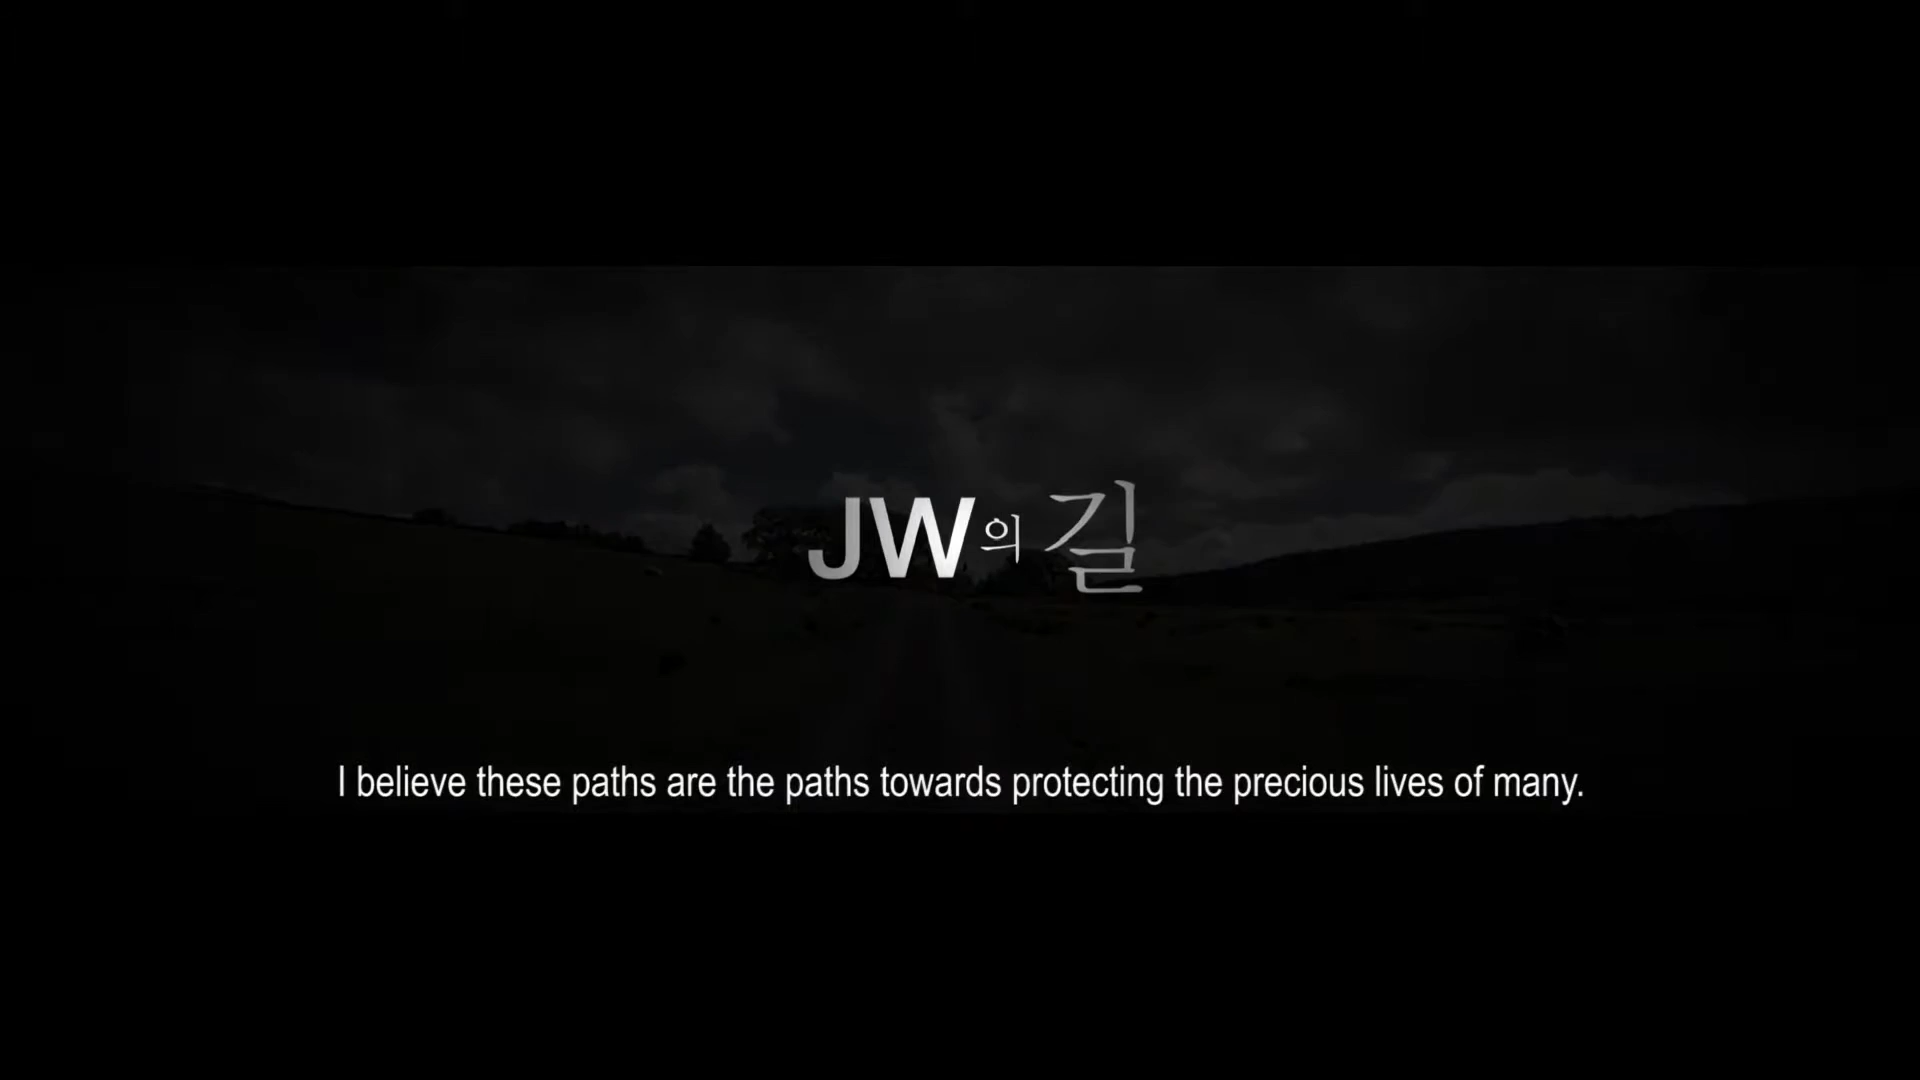 JW의 길
I believe these paths are the paths towards protecting the precious lives of many.